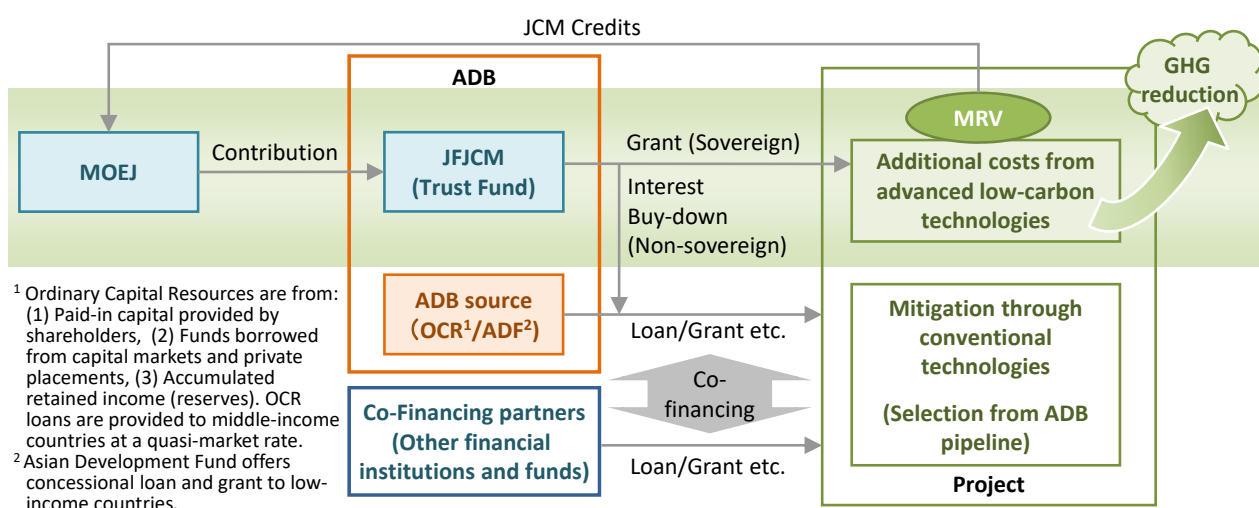 JCM Credits
ADB
GHG
reduction
MRV
MOEJ
Contribution
JFJCM
(Trust Fund)
Grant (Sovereign)
Interest
Buy-down
(Non-sovereign)
Additional costs from
advanced low-carbon
technologies
ADB source
（OCR¹/ADF²)
Loan/Grant etc.
Mitigation through
conventional
technologies
(Selection from ADB
pipeline)
Co-
financing
Co-Financing partners
(Other financial
institutions and funds)
Loan/Grant etc.
Project
¹ Ordinary Capital Resources are from:
(1) Paid-in capital provided by
shareholders, (2) Funds borrowed
from capital markets and private
placements, (3) Accumulated
retained income (reserves). OCR
loans are provided to middle-income
countries at a quasi-market rate.
² Asian Development Fund offers
concessional loan and grant to low-
income countries.